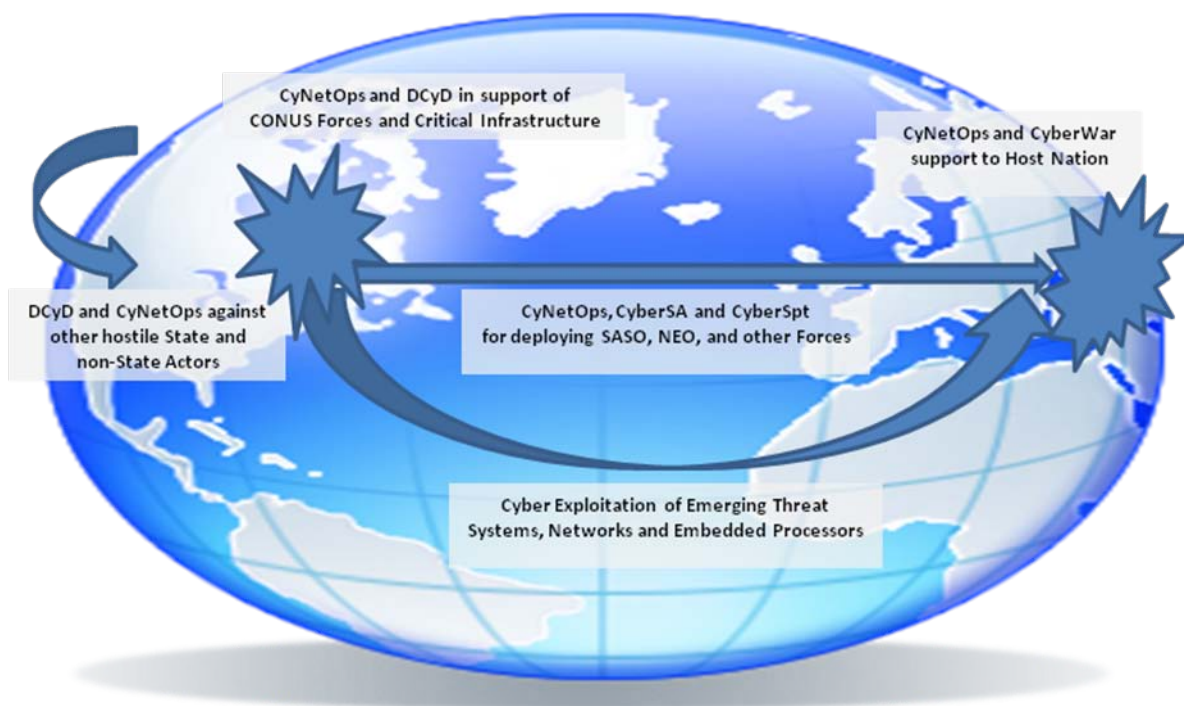 CyNetOps and DCyD in support of
CONUS Forces and Critical Infrastructure
CyNetOps and CyberWar
support to Host Nation
DCyD and CyNetOps against
other hostile State and
non-State Actors
CyNetOps, CyberSA and CyberSpt
for deploying SASO, NEO, and other Forces
Cyber Exploitation of Emerging Threat
Systems, Networks and Embedded Processors